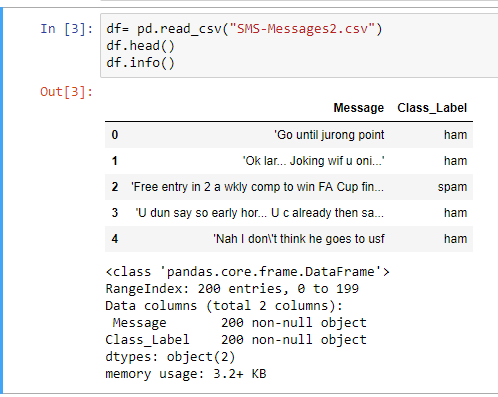 In [3]: df= pd.read_csv("SMS-Messages2.csv")
df.head()
df.info()
Out[3]:
Message Class_Label
0 'Go until jurong point ham
1 'Ok lar... Joking wif u oni...' ham
2 'Free entry in 2 a wkly comp to win FA Cup fin... spam
3 'U dun say so early hor... U c already then sa... ham
4 'Nah I don\'t think he goes to usf ham
<class 'pandas.core.frame.DataFrame'>
RangeIndex: 200 entries, 0 to 199
Data columns (total 2 columns):
 Message 200 non-null object
Class_Label 200 non-null object
dtypes: object(2)
memory usage: 3.2+ KB